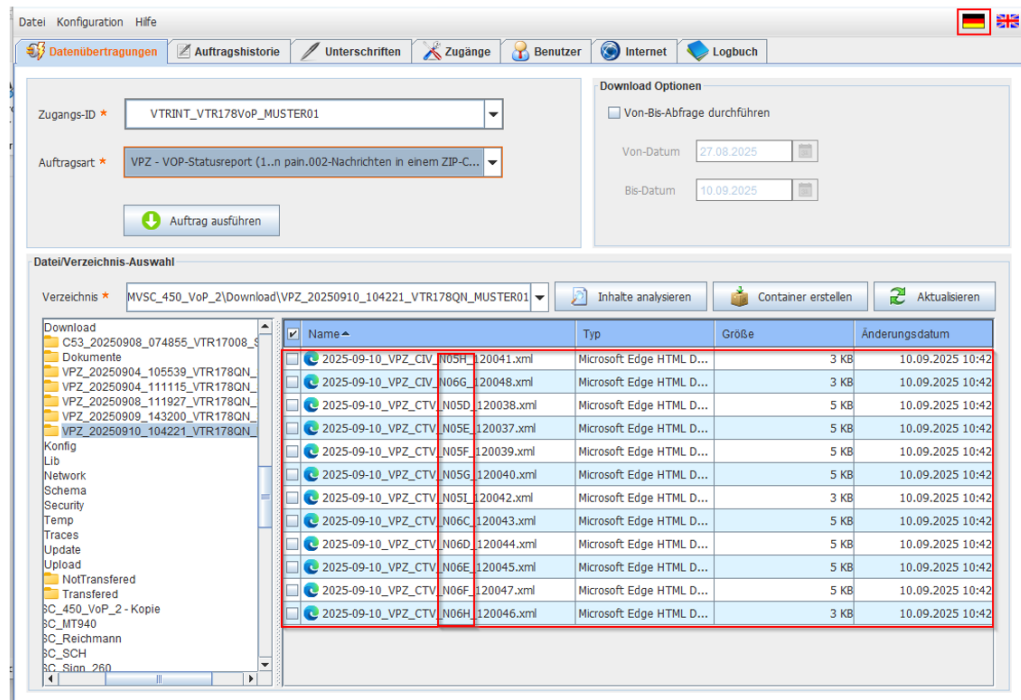 Datei Konfiguration Hilfe
Datenübertragungen Auftragshistorie Unterschriften Zugänge Benutzer Internet Logbuch
Zugangs-ID * VTRINT_VTR178VoP_MUSTER01
Auftragsart * VPZ - VOP-Statusreport (1..n pain.002-Nachrichten in einem ZIP-C...
Auftrag ausführen
Download Optionen
Von-Bis-Abfrage durchführen
Von-Datum 27.08.2025
Bis-Datum 10.09.2025
Datei/Verzeichnis-Auswahl
Verzeichnis * MVSC_450_VoP_2\Download\VPZ_20250910_104221_VTR178QN_MUSTER01
Inhalte analysieren Container erstellen Aktualisieren
Download
C53_20250908_074855_VTR17008_S
Dokumente
VPZ_20250904_105539_VTR178QN_
VPZ_20250904_111115_VTR178QN_
VPZ_20250908_111927_VTR178QN_
VPZ_20250909_143200_VTR178QN_
VPZ_20250910_104221_VTR178QN_
Konfig
Lib
Network
Schema
Security
Temp
Traces
Update
Upload
NotTransfered
Transfered
SC_450_VoP_2 - Kopie
SC_MT940
SC_Reichmann
SC_SCH
SC_Sign_260
Name Typ Größe Änderungsdatum
2025-09-10_VPZ_CIV_N05H_120041.xml Microsoft Edge HTML D... 3 KB 10.09.2025 10:42
2025-09-10_VPZ_CIV_N06G_120048.xml Microsoft Edge HTML D... 3 KB 10.09.2025 10:42
2025-09-10_VPZ_CTV_N05D_120038.xml Microsoft Edge HTML D... 5 KB 10.09.2025 10:42
2025-09-10_VPZ_CTV_N05E_120037.xml Microsoft Edge HTML D... 5 KB 10.09.2025 10:42
2025-09-10_VPZ_CTV_N05F_120039.xml Microsoft Edge HTML D... 5 KB 10.09.2025 10:42
2025-09-10_VPZ_CTV_N05G_120040.xml Microsoft Edge HTML D... 5 KB 10.09.2025 10:42
2025-09-10_VPZ_CTV_N05I_120042.xml Microsoft Edge HTML D... 3 KB 10.09.2025 10:42
2025-09-10_VPZ_CTV_N06C_120043.xml Microsoft Edge HTML D... 5 KB 10.09.2025 10:42
2025-09-10_VPZ_CTV_N06D_120044.xml Microsoft Edge HTML D... 5 KB 10.09.2025 10:42
2025-09-10_VPZ_CTV_N06E_120045.xml Microsoft Edge HTML D... 5 KB 10.09.2025 10:42
2025-09-10_VPZ_CTV_N06F_120047.xml Microsoft Edge HTML D... 5 KB 10.09.2025 10:42
2025-09-10_VPZ_CTV_N06H_120046.xml Microsoft Edge HTML D... 3 KB 10.09.2025 10:42